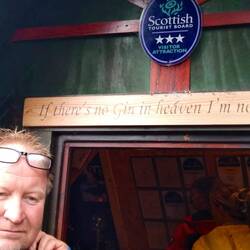 Scottish
TOURIST BOARD
★★★
VISITOR
ATTRACTION
If there's no Gin in heaven I'm no